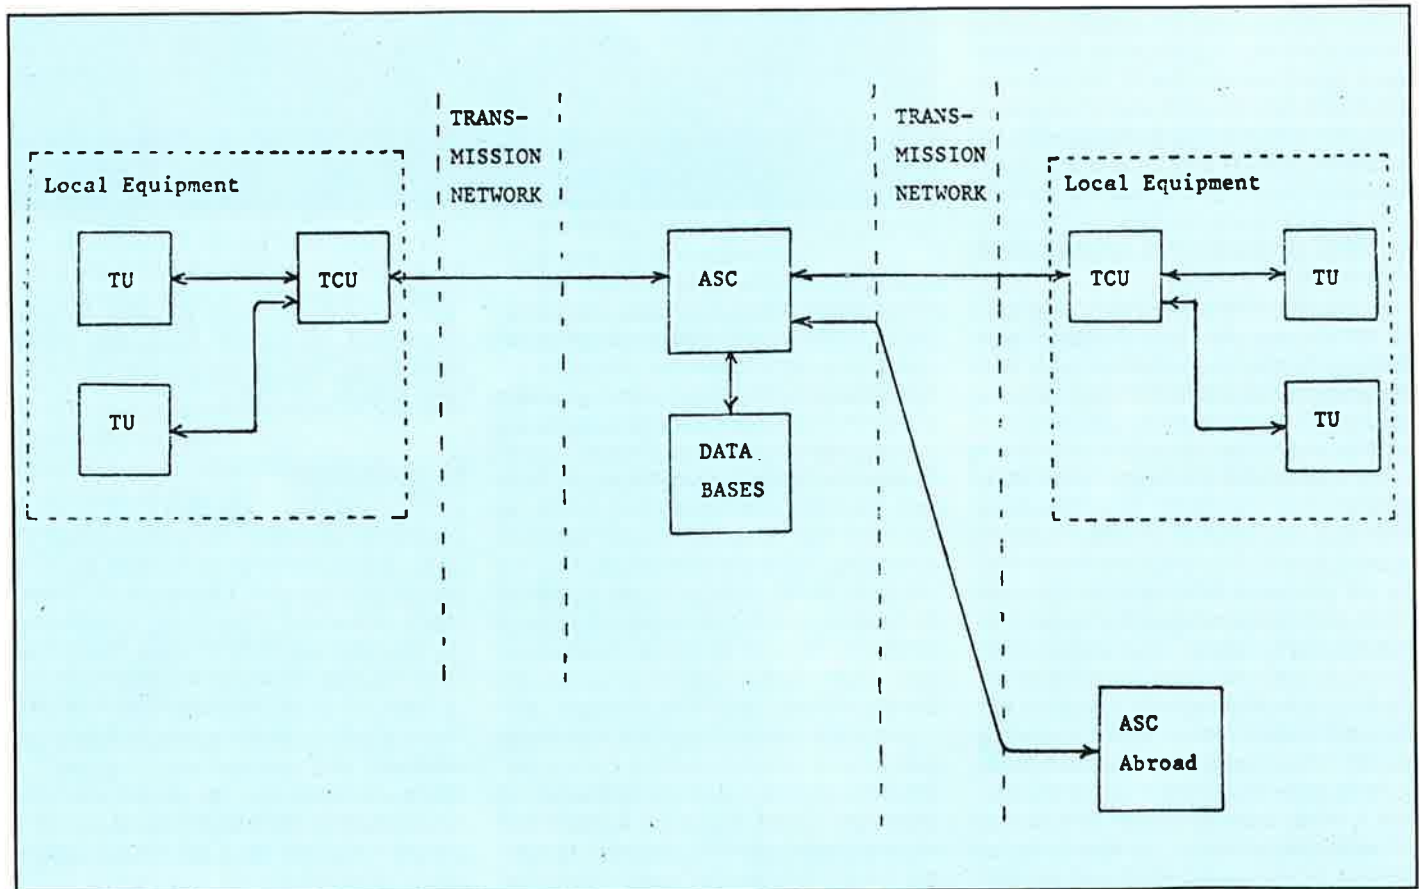 TRANS-
MISSION
NETWORK
TRANS-
MISSION
NETWORK
Local Equipment
TU
TCU
TU
ASC
DATA
BASES
Local Equipment
TCU
TU
TU
ASC
Abroad